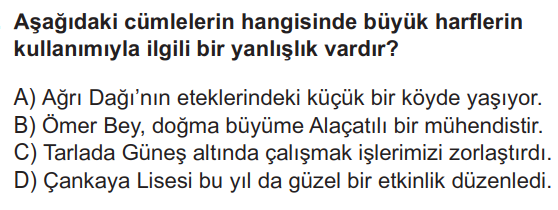 Aşağıdaki cümlelerin hangisinde büyük harflerin
kullanımıyla ilgili bir yanlışlık vardır?
A) Ağrı Dağı’nın eteklerindeki küçük bir köyde yaşıyor.
B) Ömer Bey, doğma büyüme Alaçatılı bir mühendistir.
C) Tarlada Güneş altında çalışmak işlerimizi zorlaştırdı.
D) Çankaya Lisesi bu yıl da güzel bir etkinlik düzenledi.